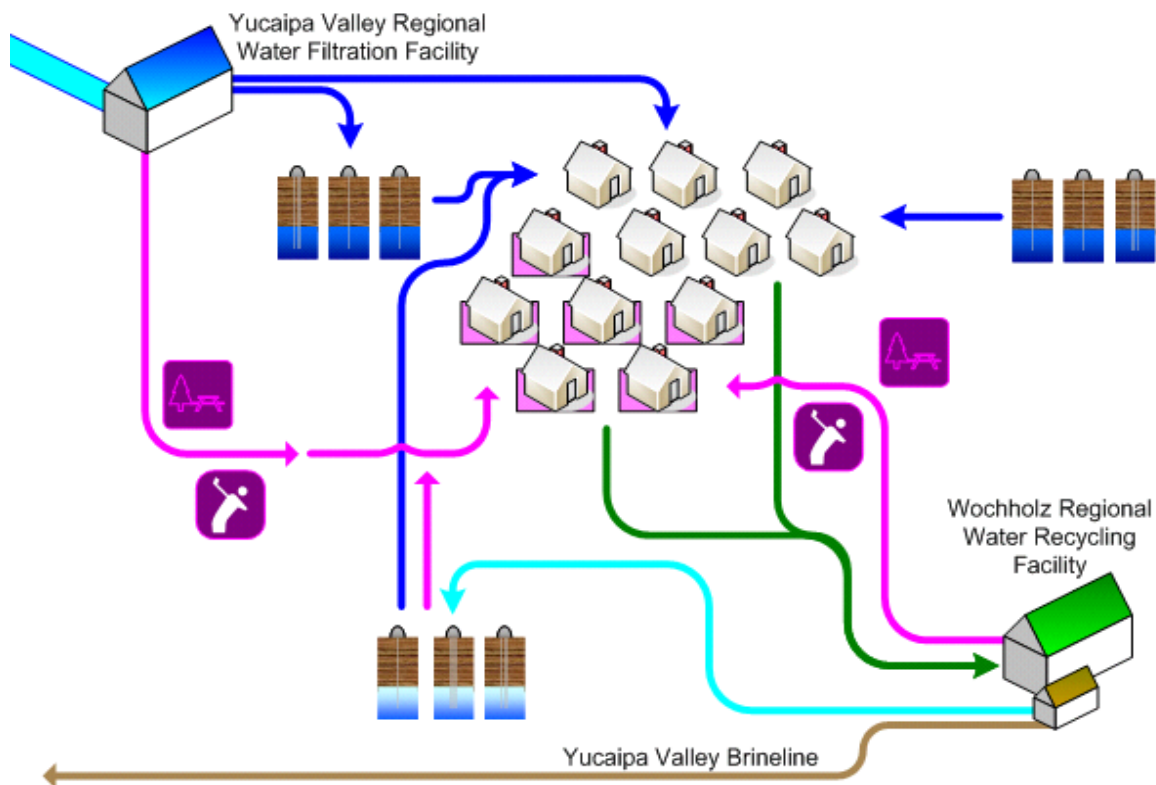 Yucaipa Valley Regional
Water Filtration Facility
Wochholz Regional
Water Recycling
Facility
Yucaipa Valley Brineline